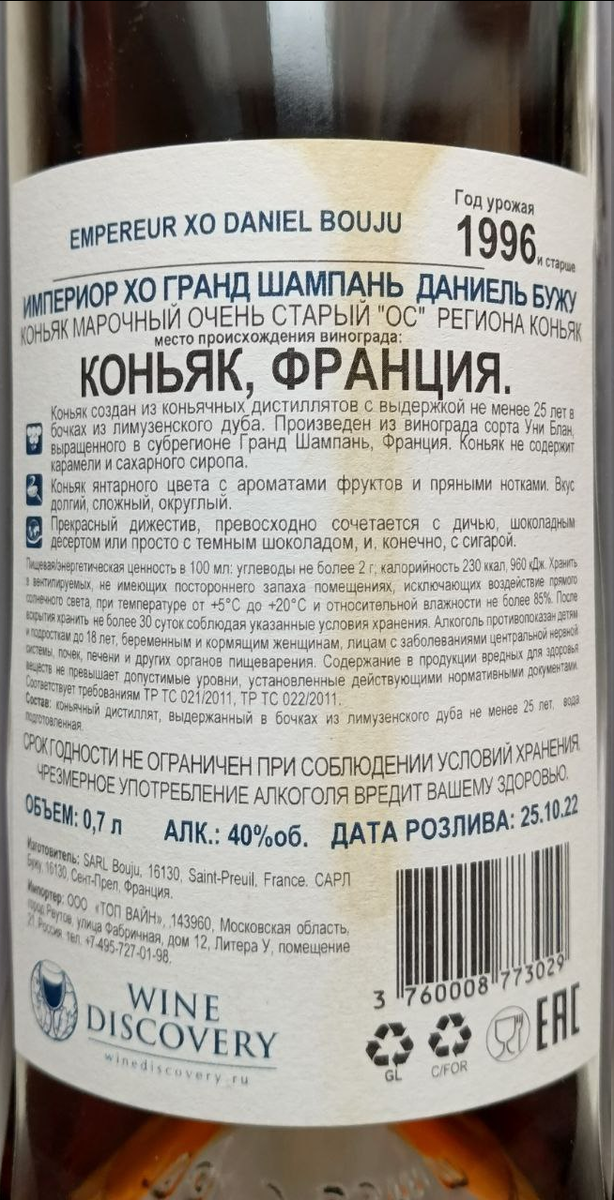 EMPEREUR XO DANIEL BOUJU
Год урожая
1996 и старше
ИМПЕРИОР ХО ГРАНД ШАМПАНЬ ДАНИЕЛЬ БУЖУ
КОНЬЯК МАРОЧНЫЙ ОЧЕНЬ СТАРЫЙ "ОС" РЕГИОНА КОНЬЯК
место происхождения винограда:
КОНЬЯК, ФРАНЦИЯ.
Коньяк создан из коньячных дистиллятов с выдержкой не менее 25 лет в
бочках из лимузенского дуба. Произведен из винограда сорта Уни Блан,
выращенного в субрегионе Гранд Шампань, Франция. Коньяк не содержит
карамели и сахарного сиропа.
Коньяк янтарного цвета с ароматами фруктов и пряными нотками. Вкус
долгий, сложный, округлый.
Прекрасный дижестив, превосходно сочетается с дичью, шоколадным
десертом или просто с темным шоколадом, и, конечно, с сигарой.
Пищевая/энергетическая ценность в 100 мл: углеводы не более 2 г, калорийность 230 ккал, 960 кДж. Хранить
в вентилируемых, не имеющих постороннего запаха помещениях, исключающих воздействие прямого
солнечного света, при температуре от +5°С до +20°С и относительной влажности не более 85%. После
вскрытия хранить не более 30 суток соблюдая указанные условия хранения. Алкоголь противопоказан детям
и подросткам до 18 лет, беременным и кормящим женщинам, лицам с заболеваниями центральной нервной
системы, почек, печени и других органов пищеварения. Содержание в продукции вредных для здоровья
веществ не превышает допустимые уровни, установленные действующими нормативными документами.
Соответствует требованиям ТР ТС 021/2011, ТР ТС 022/2011.
Состав: коньячный дистиллят, выдержанный в бочках из лимузенского дуба не менее 25 лет, вода
подготовленная.
СРОК ГОДНОСТИ НЕ ОГРАНИЧЕН ПРИ СОБЛЮДЕНИИ УСЛОВИЙ ХРАНЕНИЯ.
ЧРЕЗМЕРНОЕ УПОТРЕБЛЕНИЕ АЛКОГОЛЯ ВРЕДИТ ВАШЕМУ ЗДОРОВЬЮ.
ОБЪЕМ: 0,7 л АЛК.: 40%об. ДАТА РОЗЛИВА: 25.10.22
Изготовитель: SARL Bouju, 16130, Saint-Preuil, France. САРЛ
Бужу, 16130, Сент-Прел, Франция.
Импортер: ООО «ТОП ВАЙН», 143960, Московская область,
город Реутов, улица Фабричная, дом 12, Литера У, помещение
21, Россия, тел. +7-495-727-01-98.
3 760008 773029
WINE
DISCOVERY
winediscovery.ru
GL
C/FOR
EAC